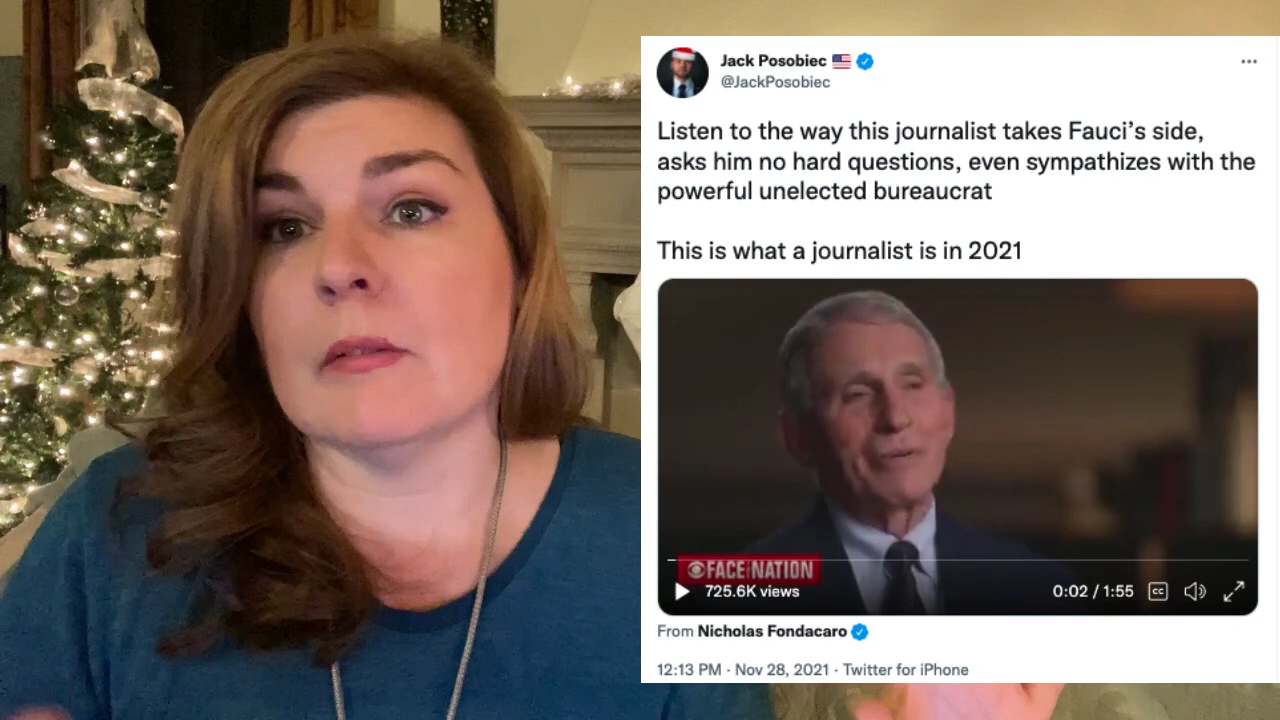 Jack Posobiec
@JackPosobiec
Listen to the way this journalist takes Fauci’s side,
asks him no hard questions, even sympathizes with the
powerful unelected bureaucrat
This is what a journalist is in 2021
FACE THE NATION
725.6K views
0:02 / 1:55
CC
From Nicholas Fondacaro
12:13 PM · Nov 28, 2021 · Twitter for iPhone